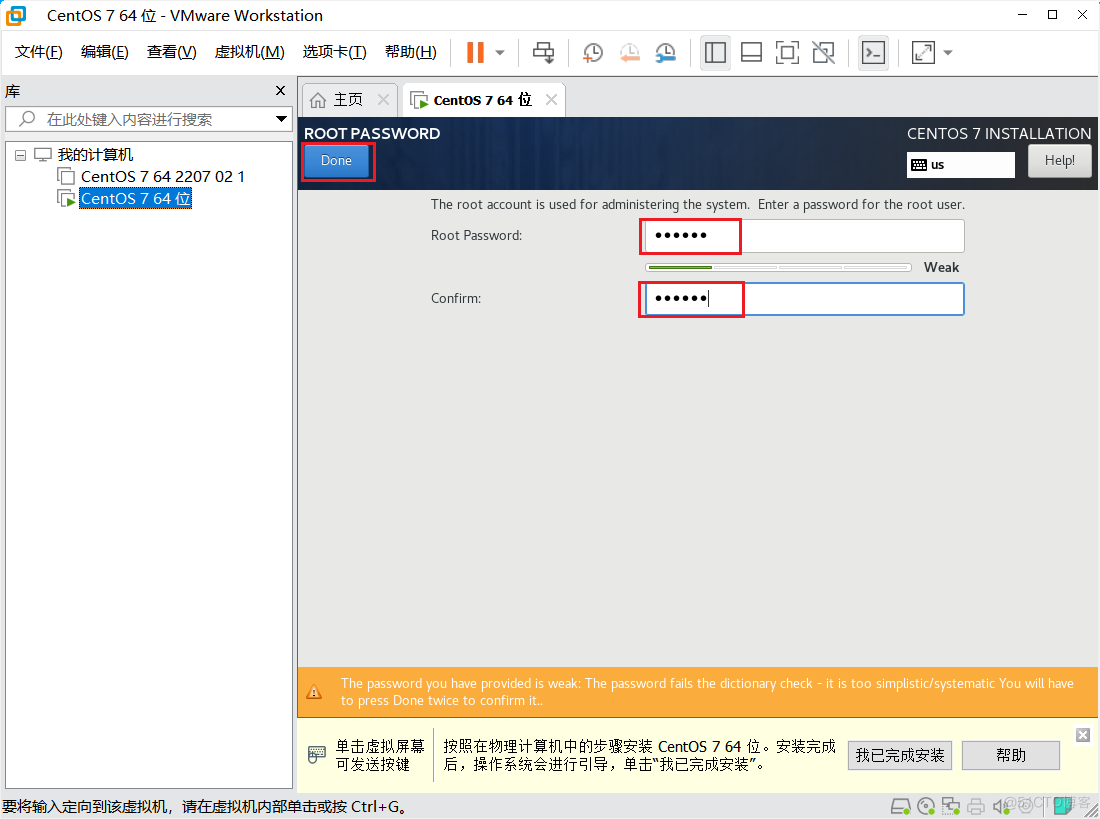 CentOS 7 64 位 - VMware Workstation
文件(F) 编辑(E) 查看(V) 虚拟机(M) 选项卡(T) 帮助(H)
库
在此处键入内容进行搜索
我的计算机
CentOS 7 64 2207 02 1
CentOS 7 64 位
主页 CentOS 7 64 位
ROOT PASSWORD CENTOS 7 INSTALLATION
Done us Help!
The root account is used for administering the system.  Enter a password for the root user.
Root Password: ••••••
Weak
Confirm: ••••••
The password you have provided is weak: The password fails the dictionary check - it is too simplistic/systematic You will have
to press Done twice to confirm it..
单击虚拟屏幕
可发送按键
按照在物理计算机中的步骤安装 CentOS 7 64 位。安装完成
后，操作系统会进行引导，单击“我已完成安装”。
我已完成安装 帮助
要将输入定向到该虚拟机，请在虚拟机内部单击或按 Ctrl+G。
@51CTO博客